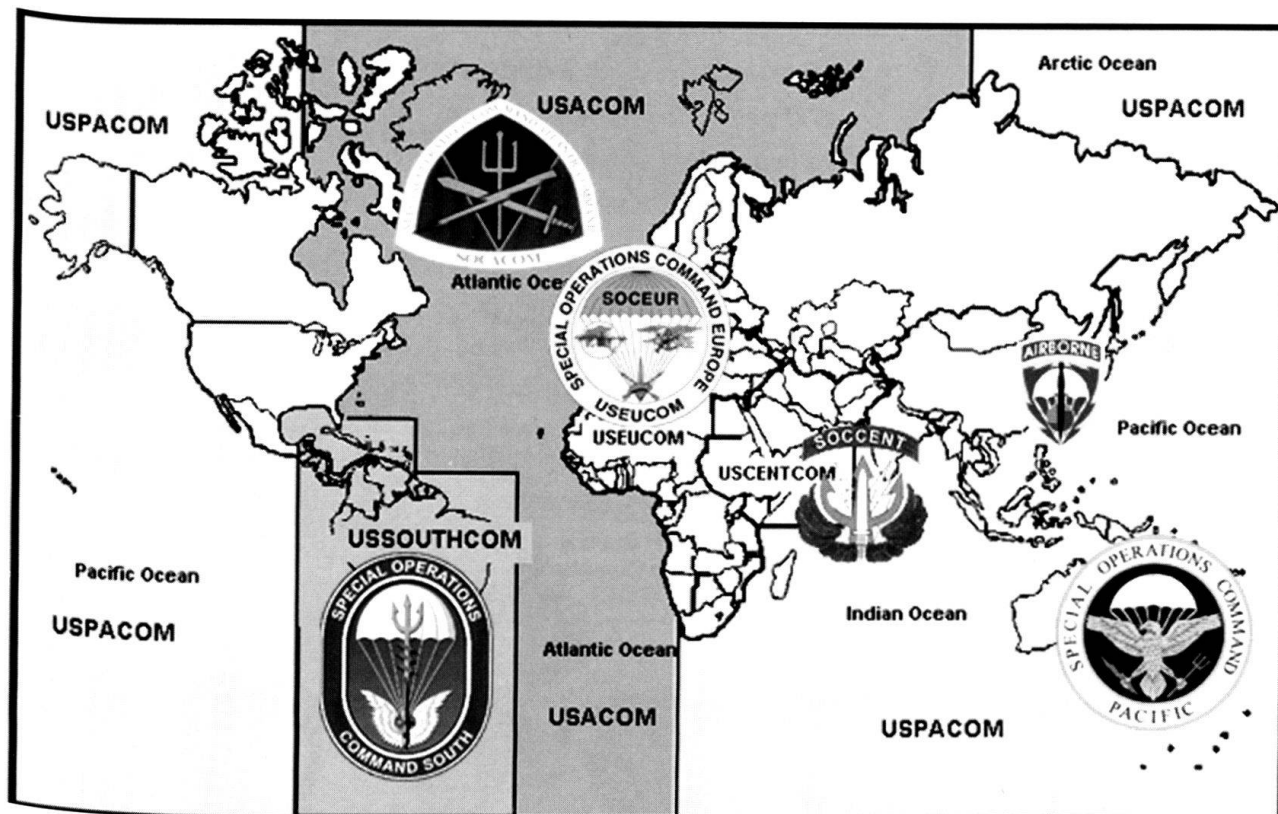 Arctic Ocean
USPACOM
USACOM
USPACOM
SOCACOM
Atlantic Oce
SPECIAL OPERATIONS COMMAND EUROPE
SOCEUR
USEUCOM
AIRBORNE
USEUCOM
Pacific Ocean
SOCCENT
USCENTCOM
USSOUTHCOM
SPECIAL OPERATIONS
COMMAND SOUTH
Pacific Ocean
USPACOM
Indian Ocean
SPECIAL OPERATIONS COMMAND
PACIFIC
Atlantic Ocean
USACOM
USPACOM